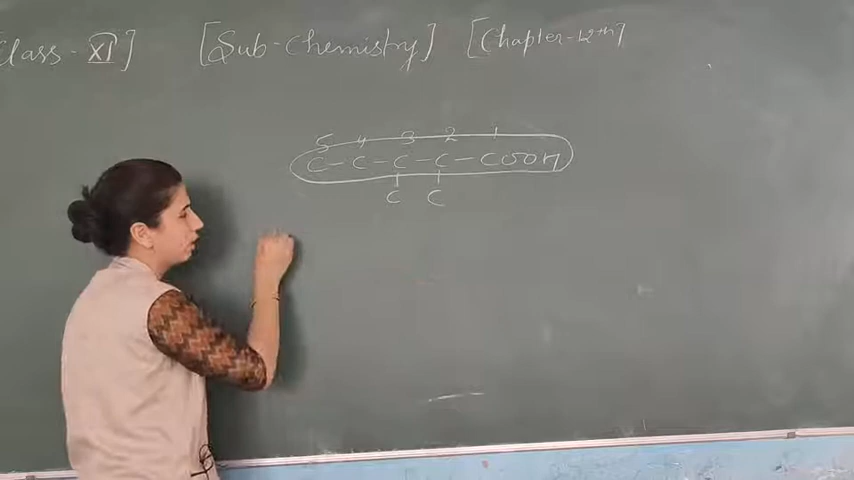 Class-XI] [Sub-Chemistry] [Chapter-12th]
5 4 3 2 1
C-C-C-C-COOH
C C